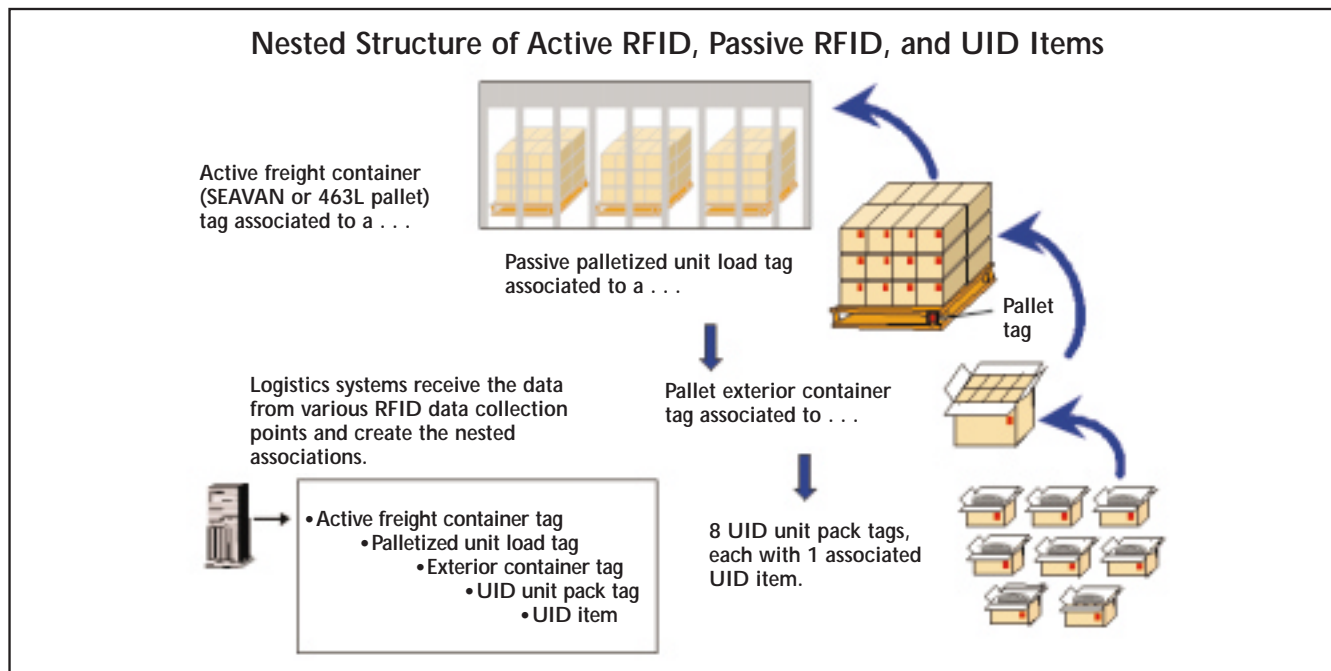 Nested Structure of Active RFID, Passive RFID, and UID Items
Active freight container
(SEAVAN or 463L pallet)
tag associated to a . . .
Passive palletized unit load tag
associated to a . . .
Pallet
tag
Pallet exterior container
tag associated to . . .
Logistics systems receive the data
from various RFID data collection
points and create the nested
associations.
•Active freight container tag
•Palletized unit load tag
•Exterior container tag
•UID unit pack tag
•UID item
8 UID unit pack tags,
each with 1 associated
UID item.